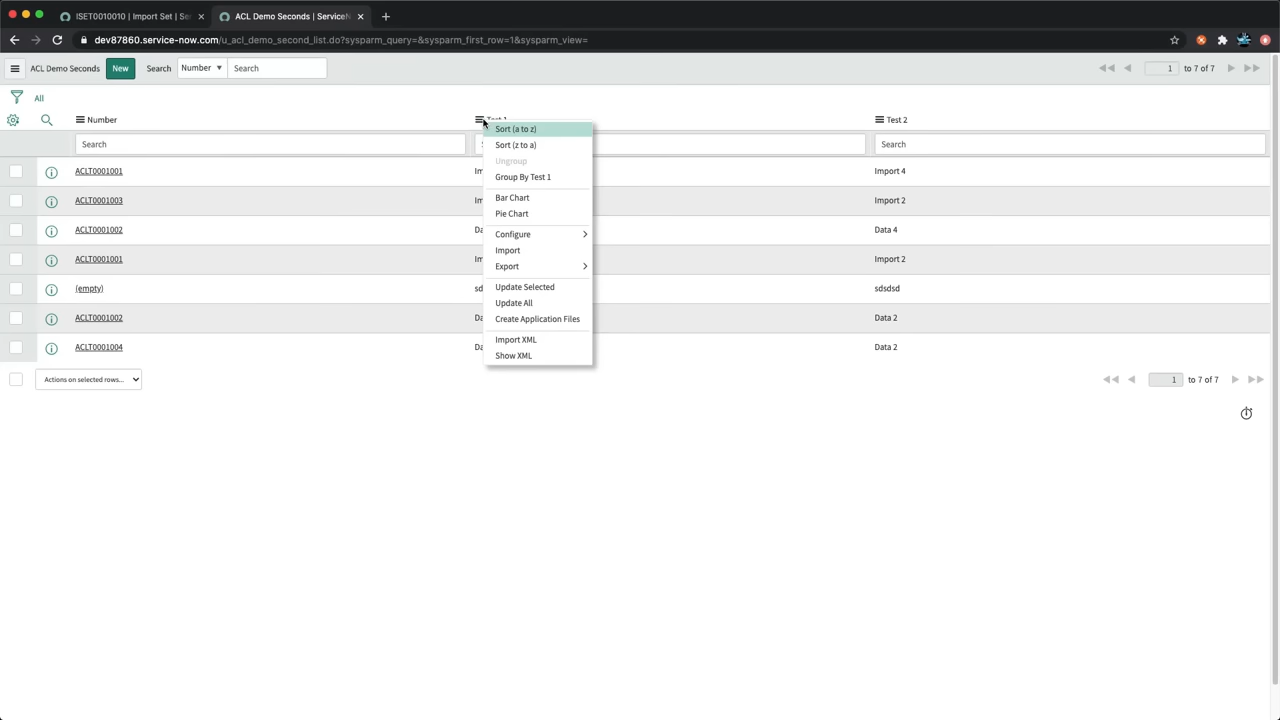 ISET0010010 | Import Set | Ser
ACL Demo Seconds | ServiceN
dev87860.service-now.com/u_acl_demo_second_list.do?sysparm_query=&sysparm_first_row=1&sysparm_view=
ACL Demo Seconds New Search Number Search
1 to 7 of 7
All
Number Test 1 Test 2
Search Search
ACLT0001001 Import 4
ACLT0001003 Import 2
ACLT0001002 Data 4
ACLT0001001 Import 2
(empty) sdsdsd
ACLT0001002 Data 2
ACLT0001004 Data 2
Sort (a to z)
Sort (z to a)
Ungroup
Group By Test 1
Bar Chart
Pie Chart
Configure
Import
Export
Update Selected
Update All
Create Application Files
Import XML
Show XML
Actions on selected rows...
1 to 7 of 7